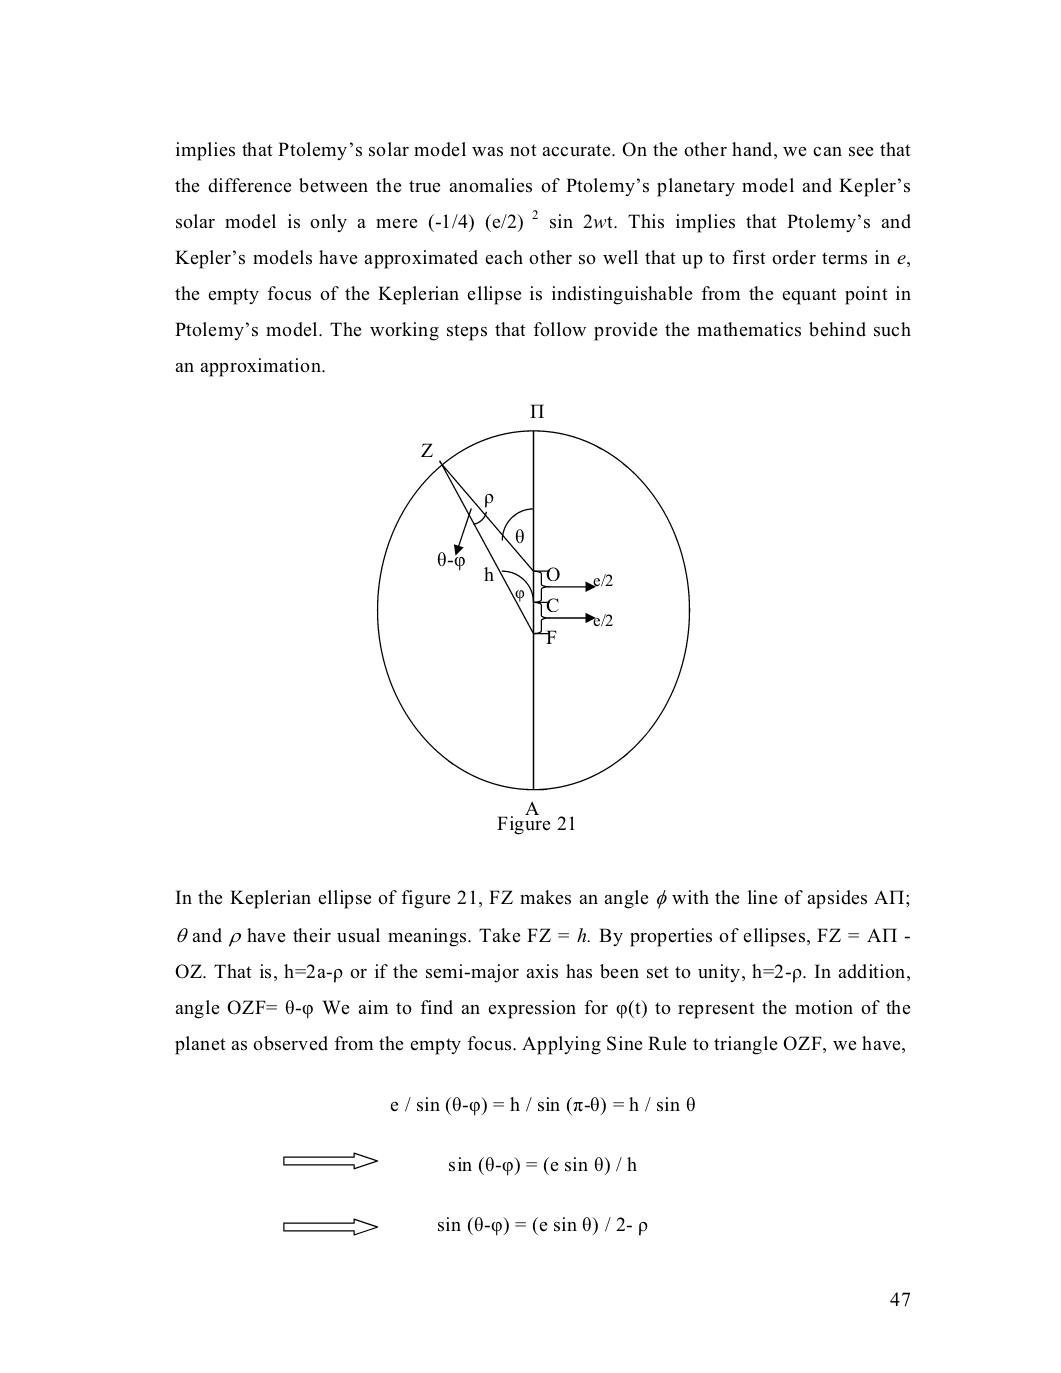 implies that Ptolemy’s solar model was not accurate. On the other hand, we can see that
the difference between the true anomalies of Ptolemy’s planetary model and Kepler’s
solar model is only a mere (-1/4) (e/2) ² sin 2wt. This implies that Ptolemy’s and
Kepler’s models have approximated each other so well that up to first order terms in e,
the empty focus of the Keplerian ellipse is indistinguishable from the equant point in
Ptolemy’s model. The working steps that follow provide the mathematics behind such
an approximation.
Π
Z
ρ
θ
θ-φ
h
O
e/2
φ
C
e/2
F
A
Figure 21
In the Keplerian ellipse of figure 21, FZ makes an angle ϕ with the line of apsides AΠ;
θ and ρ have their usual meanings. Take FZ = h. By properties of ellipses, FZ = AΠ -
OZ. That is, h=2a-ρ or if the semi-major axis has been set to unity, h=2-ρ. In addition,
angle OZF= θ-φ We aim to find an expression for φ(t) to represent the motion of the
planet as observed from the empty focus. Applying Sine Rule to triangle OZF, we have,
e / sin (θ-φ) = h / sin (π-θ) = h / sin θ
sin (θ-φ) = (e sin θ) / h
sin (θ-φ) = (e sin θ) / 2- ρ
47